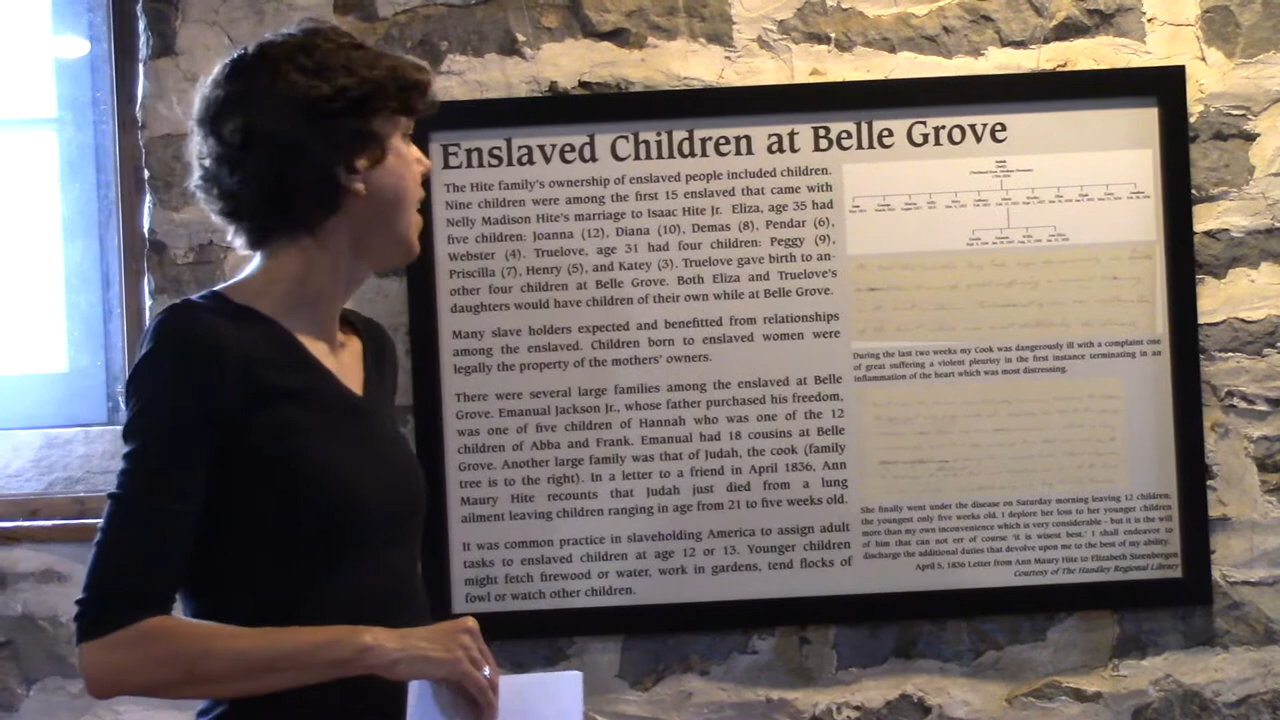 Enslaved Children at Belle Grove
The Hite family's ownership of enslaved people included children.
Nine children were among the first 15 enslaved that came with
Nelly Madison Hite's marriage to Isaac Hite Jr. Eliza, age 35 had
five children: Joanna (12), Diana (10), Demas (8), Pendar (6),
Webster (4). Truelove, age 31 had four children: Peggy (9),
Priscilla (7), Henry (5), and Katey (3). Truelove gave birth to an-
other four children at Belle Grove. Both Eliza and Truelove's
daughters would have children of their own while at Belle Grove.
Many slave holders expected and benefitted from relationships
among the enslaved. Children born to enslaved women were
legally the property of the mothers' owners.
There were several large families among the enslaved at Belle
Grove. Emanual Jackson Jr., whose father purchased his freedom,
was one of five children of Hannah who was one of the 12
children of Abba and Frank. Emanual had 18 cousins at Belle
Grove. Another large family was that of Judah, the cook (family
tree is to the right). In a letter to a friend in April 1836, Ann
Maury Hite recounts that Judah just died from a lung
ailment leaving children ranging in age from 21 to five weeks old.
It was common practice in slaveholding America to assign adult
tasks to enslaved children at age 12 or 13. Younger children
might fetch firewood or water, work in gardens, tend flocks of
fowl or watch other children.
Judah
During the last two weeks my Cook was dangerously ill with a complaint one
of great suffering a violent pleurisy in the first instance terminating in an
inflammation of the heart which was most distressing.
She finally went under the disease on Saturday morning leaving 12 children;
the youngest only five weeks old. I deplore her loss to her younger children
more than my own inconvenience which is very considerable – but it is the will
of him that can not err of course 'it is wisest best.' I shall endeavor to
discharge the additional duties that devolve upon me to the best of my ability.
April 5, 1836 Letter from Ann Maury Hite to Elizabeth Steenbergen
Courtesy of The Handley Regional Library